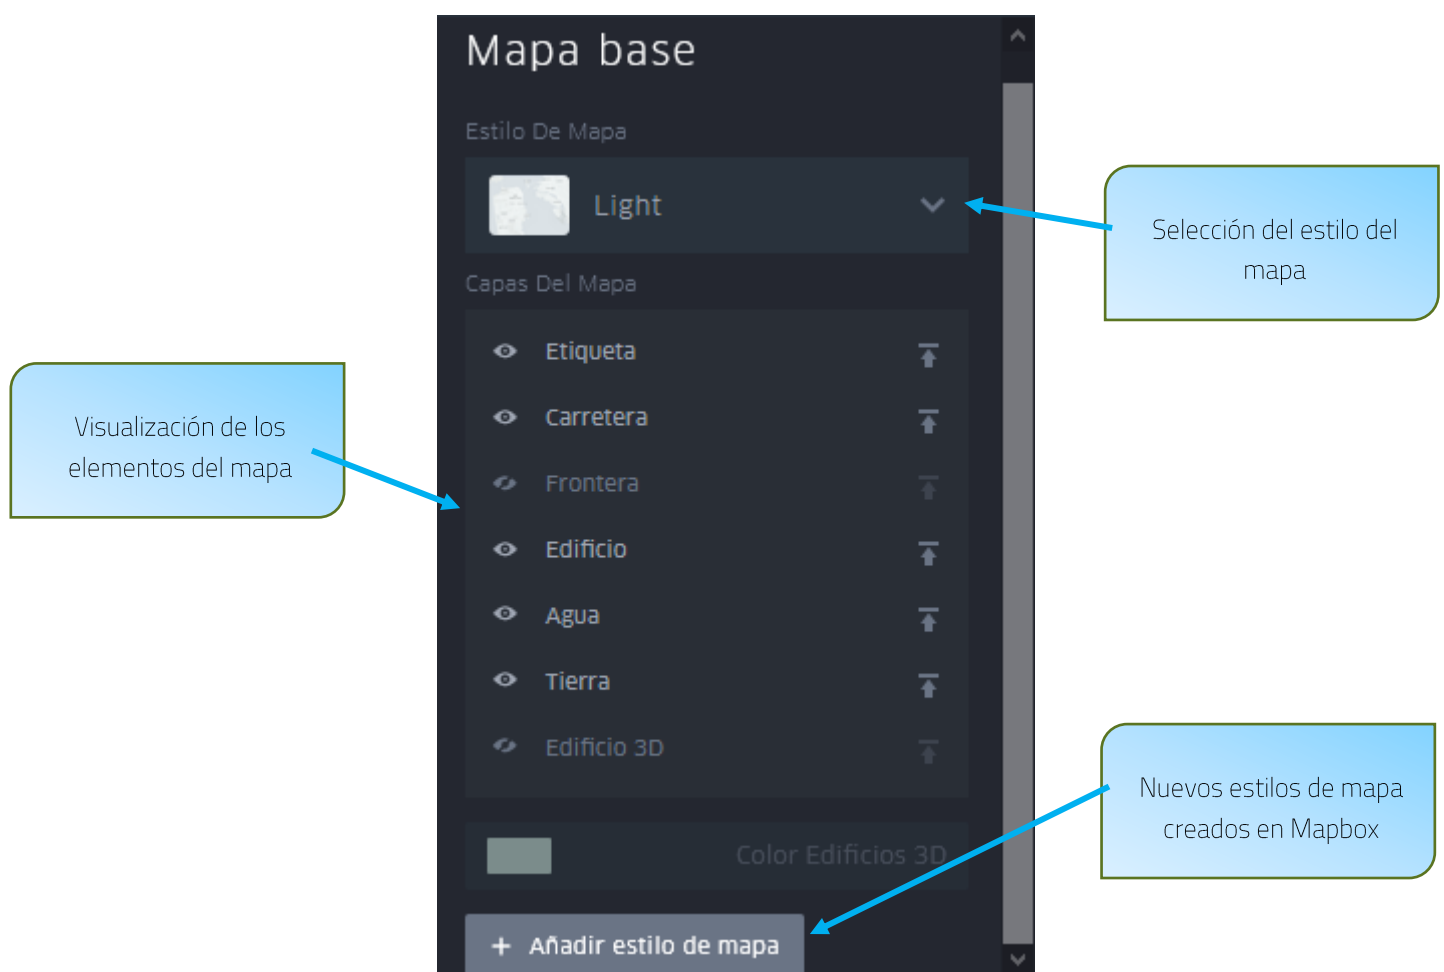 Mapa base
Estilo De Mapa
Light
Selección del estilo del
mapa
Capas Del Mapa
Etiqueta
Carretera
Visualización de los
elementos del mapa
Frontera
Edificio
Agua
Tierra
Edificio 3D
Nuevos estilos de mapa
creados en Mapbox
Color Edificios 3D
+ Añadir estilo de mapa